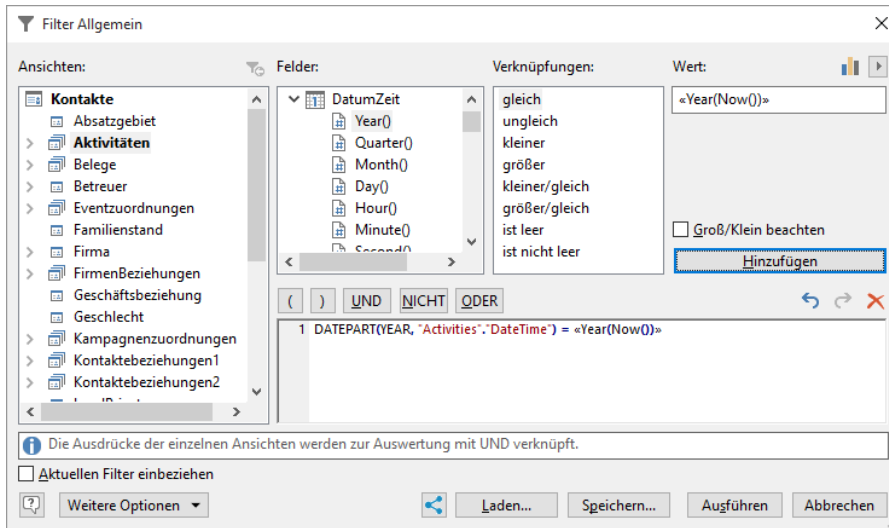 Filter Allgemein
Ansichten:
Kontakte
Absatzgebiet
Aktivitäten
Belege
Betreuer
Eventzuordnungen
Familienstand
Firma
FirmenBeziehungen
Geschäftsbeziehung
Geschlecht
Kampagnenzuordnungen
Kontaktebeziehungen1
Kontaktebeziehungen2
Felder:
DatumZeit
Year()
Quarter()
Month()
Day()
Hour()
Minute()
Second()
Verknüpfungen:
gleich
ungleich
kleiner
größer
kleiner/gleich
größer/gleich
ist leer
ist nicht leer
Wert:
«Year(Now())»
Groß/Klein beachten
Hinzufügen
( ) UND NICHT ODER
1 DATEPART(YEAR, "Activities"."DateTime") = «Year(Now())»
Die Ausdrücke der einzelnen Ansichten werden zur Auswertung mit UND verknüpft.
Aktuellen Filter einbeziehen
Weitere Optionen Laden... Speichern... Ausführen Abbrechen